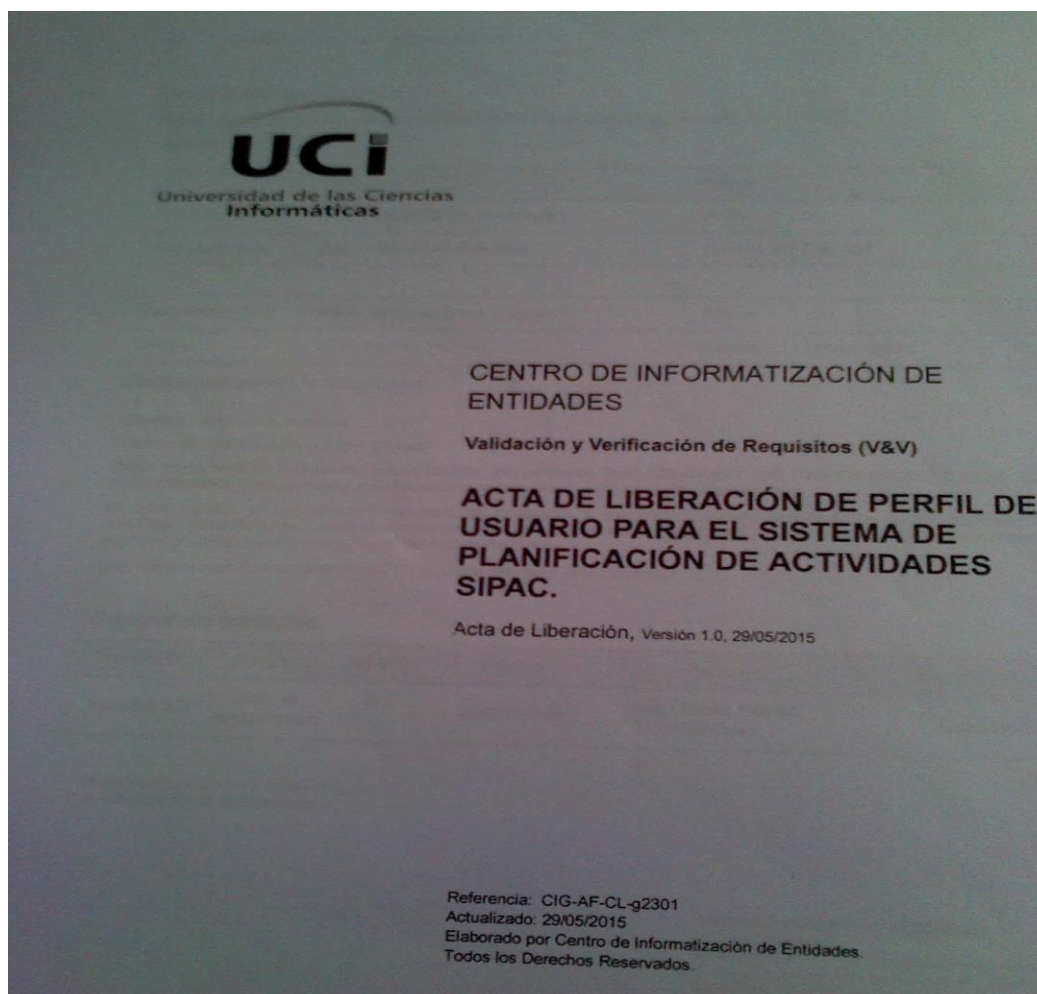 UCi
Universidad de las Ciencias
Informáticas
CENTRO DE INFORMATIZACIÓN DE
ENTIDADES
Validación y Verificación de Requisitos (V&V)
ACTA DE LIBERACIÓN DE PERFIL DE
USUARIO PARA EL SISTEMA DE
PLANIFICACIÓN DE ACTIVIDADES
SIPAC.
Acta de Liberación, Versión 1.0, 29/05/2015
Referencia: CIG-AF-CL-g2301
Actualizado: 29/05/2015
Elaborado por Centro de Informatización de Entidades.
Todos los Derechos Reservados.